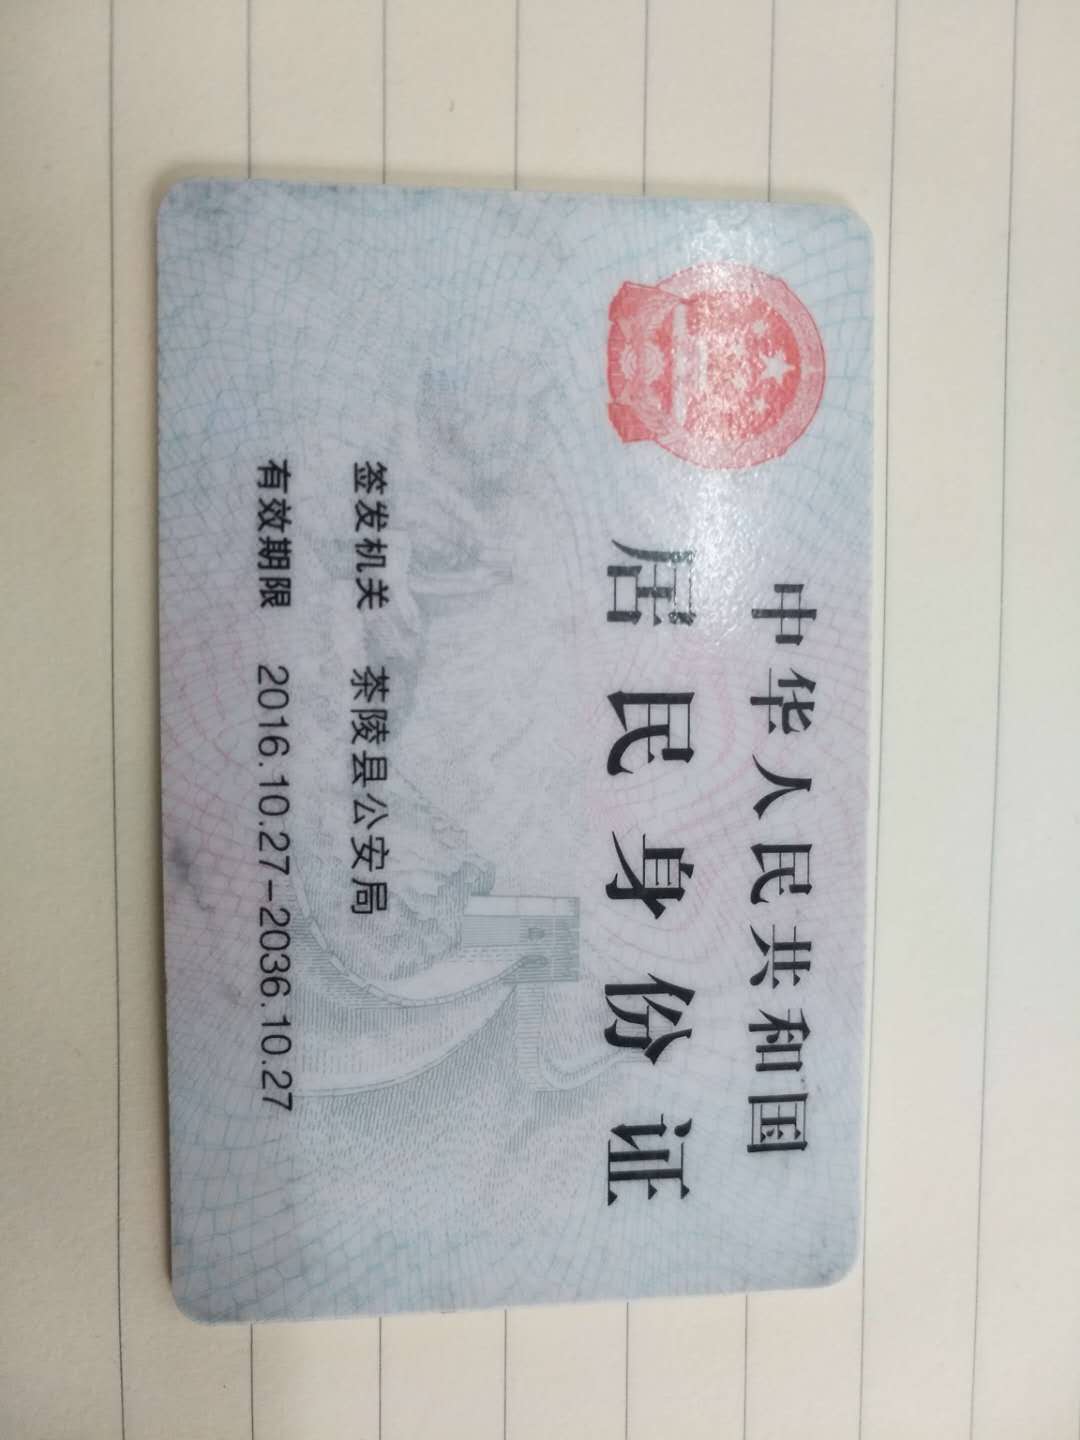 中华人民共和国
居民身份证
签发机关 茶陵县公安局
有效期限 2016.10.27-2036.10.27